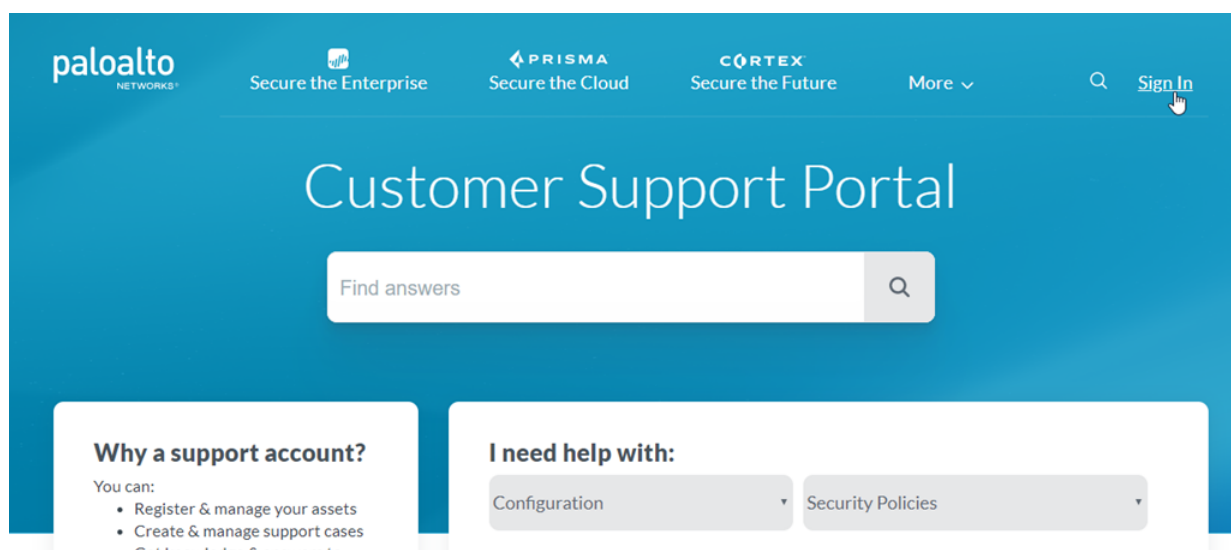 paloalto
NETWORKS
Secure the Enterprise
PRISMA
Secure the Cloud
CORTEX
Secure the Future
More
Sign In
Customer Support Portal
Find answers
Why a support account?
You can:
• Register & manage your assets
• Create & manage support cases
I need help with:
Configuration
Security Policies